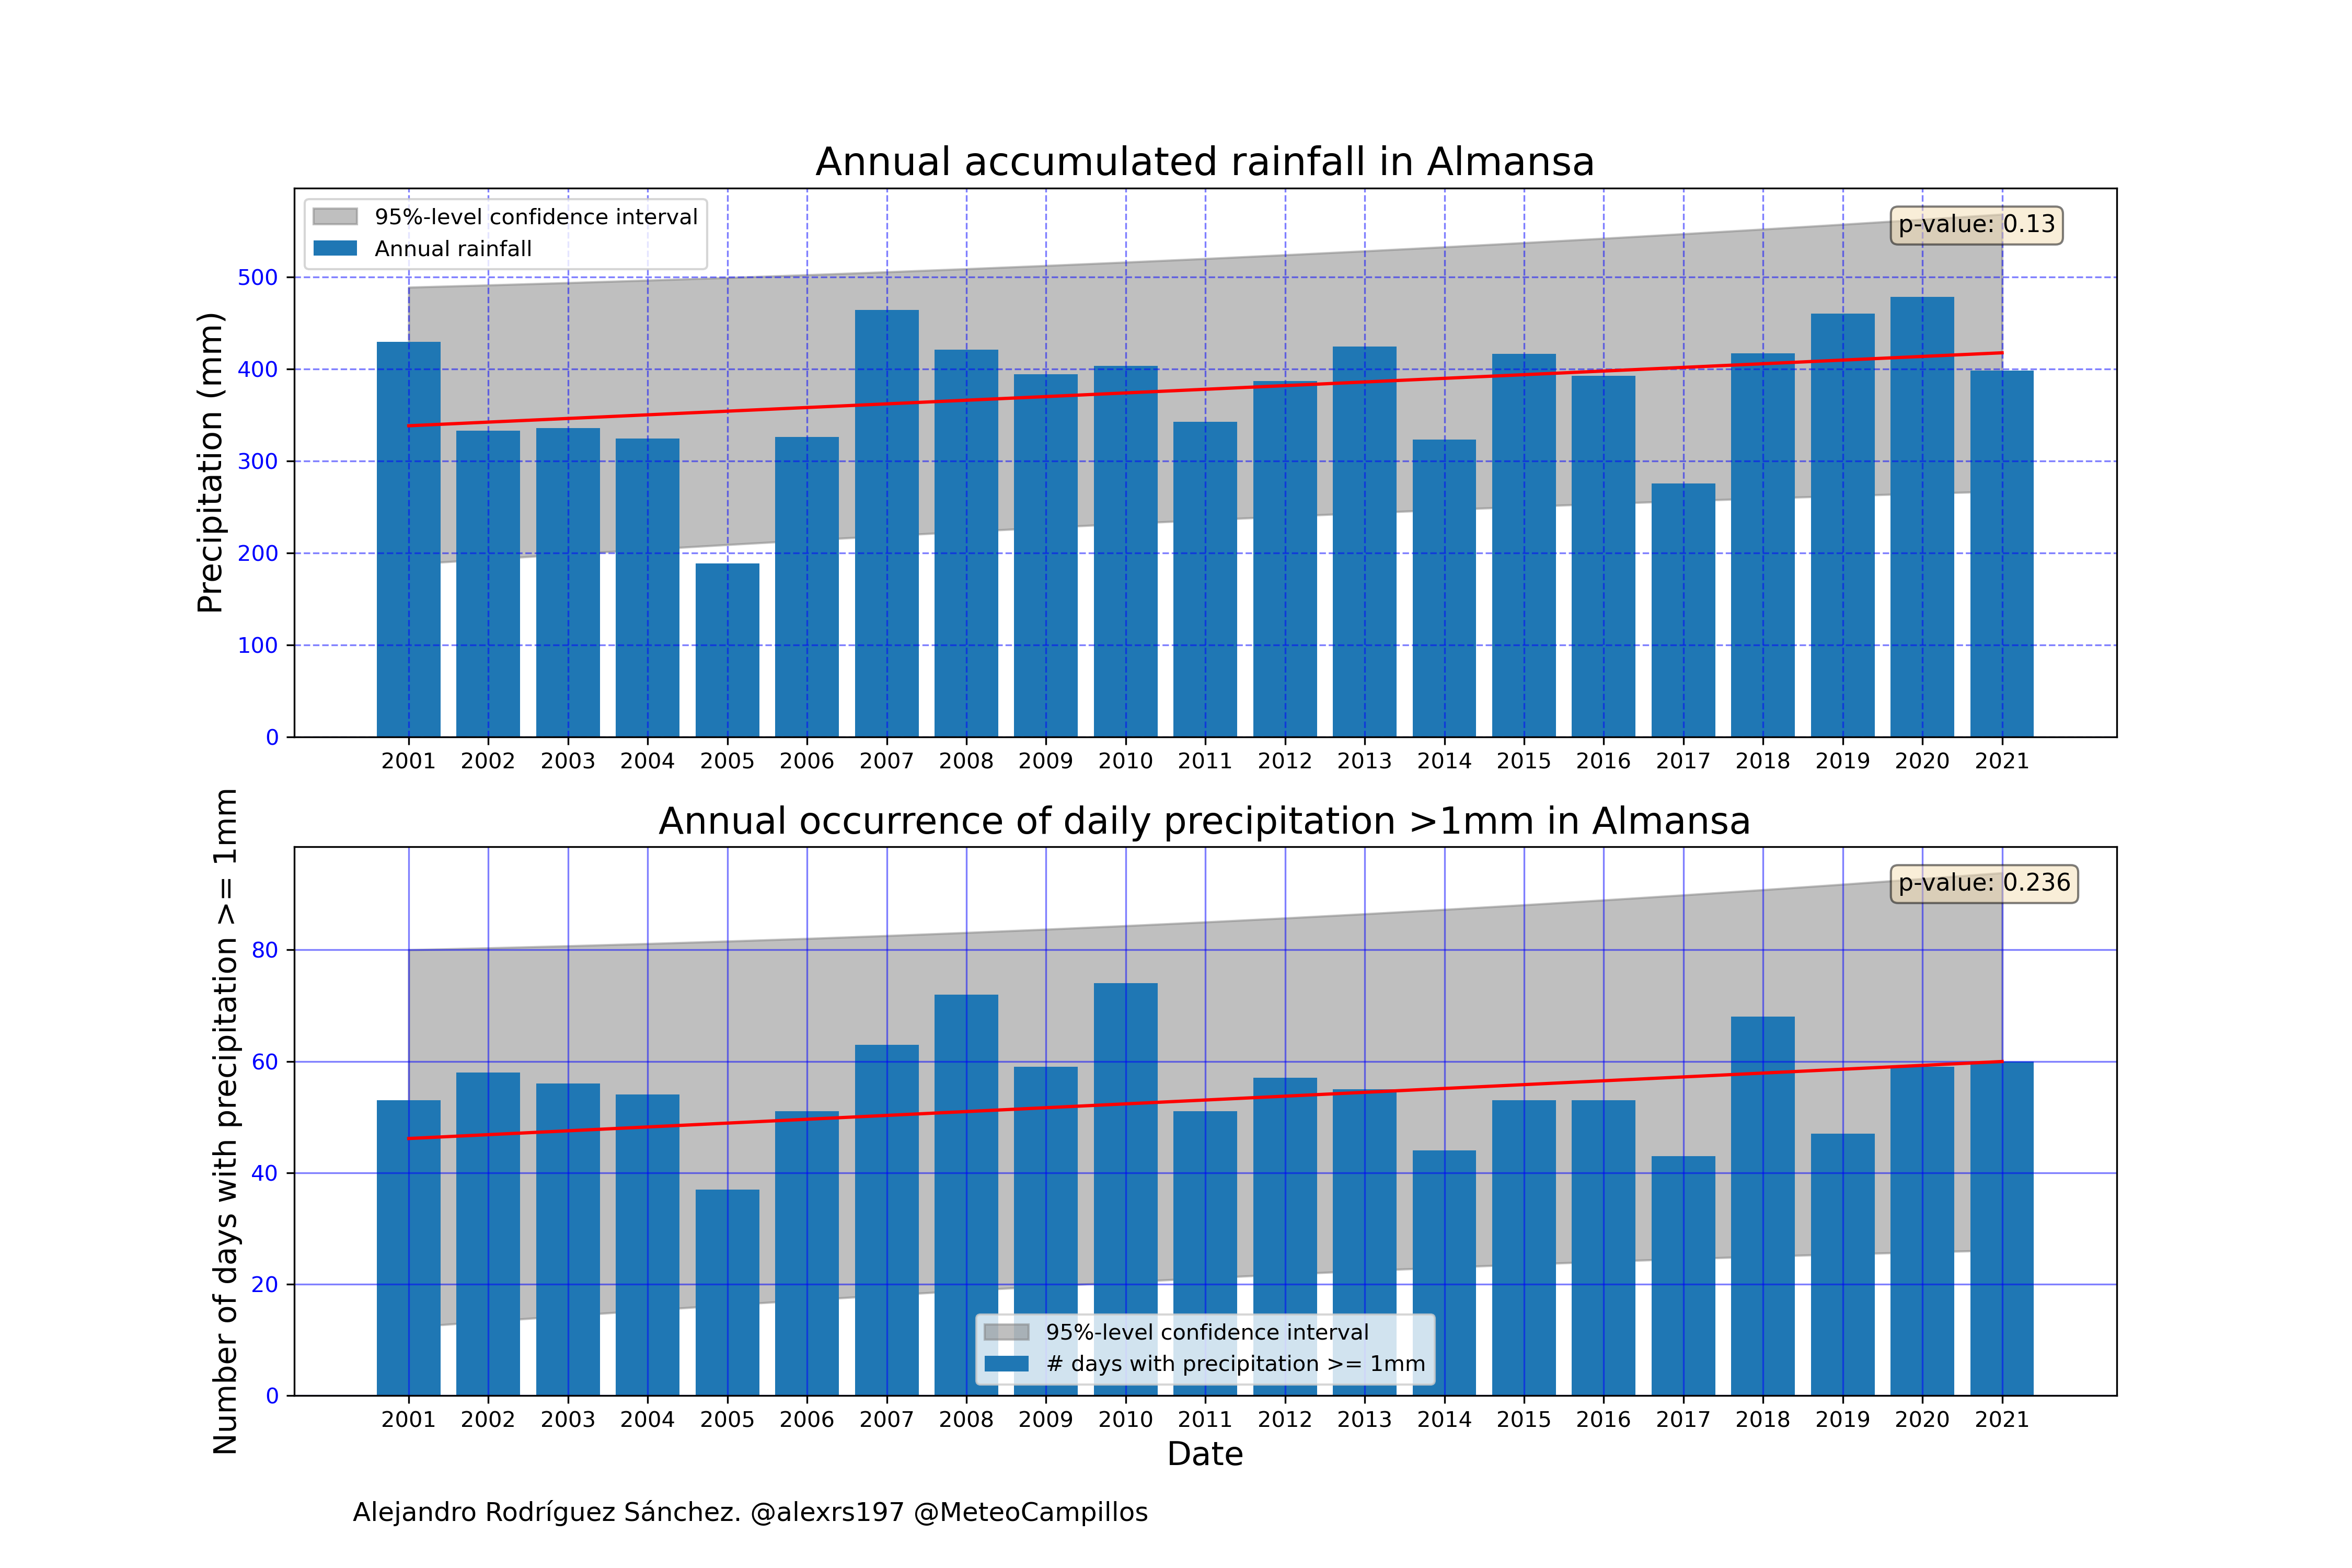 Annual accumulated rainfall in Almansa
95%-level confidence interval
Annual rainfall
p-value: 0.13
Precipitation (mm)
500
400
300
200
100
0
2001 2002 2003 2004 2005 2006 2007 2008 2009 2010 2011 2012 2013 2014 2015 2016 2017 2018 2019 2020 2021
Annual occurrence of daily precipitation >1mm in Almansa
p-value: 0.236
Number of days with precipitation >= 1mm
80
60
40
20
0
95%-level confidence interval
# days with precipitation >= 1mm
2001 2002 2003 2004 2005 2006 2007 2008 2009 2010 2011 2012 2013 2014 2015 2016 2017 2018 2019 2020 2021
Date
Alejandro Rodríguez Sánchez. @alexrs197 @MeteoCampillos